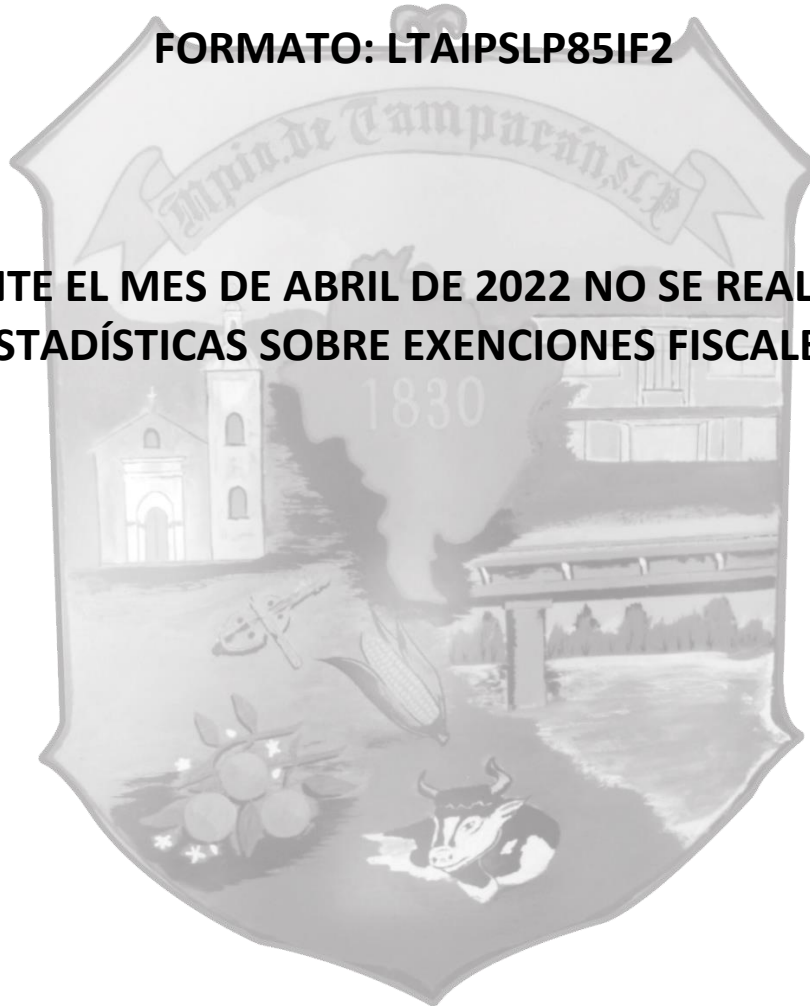 FORMATO: LTAIPSLP85IF2
Mpio. de Tampacán, S.L.P.
NTE EL MES DE ABRIL DE 2022 NO SE REAL
STADÍSTICAS SOBRE EXENCIONES FISCALE
1830